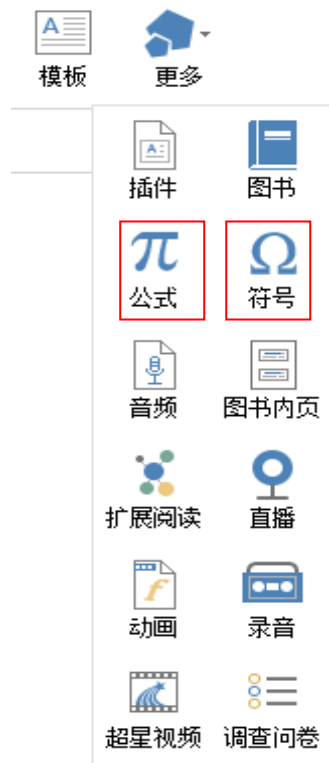 模板 更多
插件 图书
公式 符号
音频 图书内页
扩展阅读 直播
动画 录音
超星视频 调查问卷